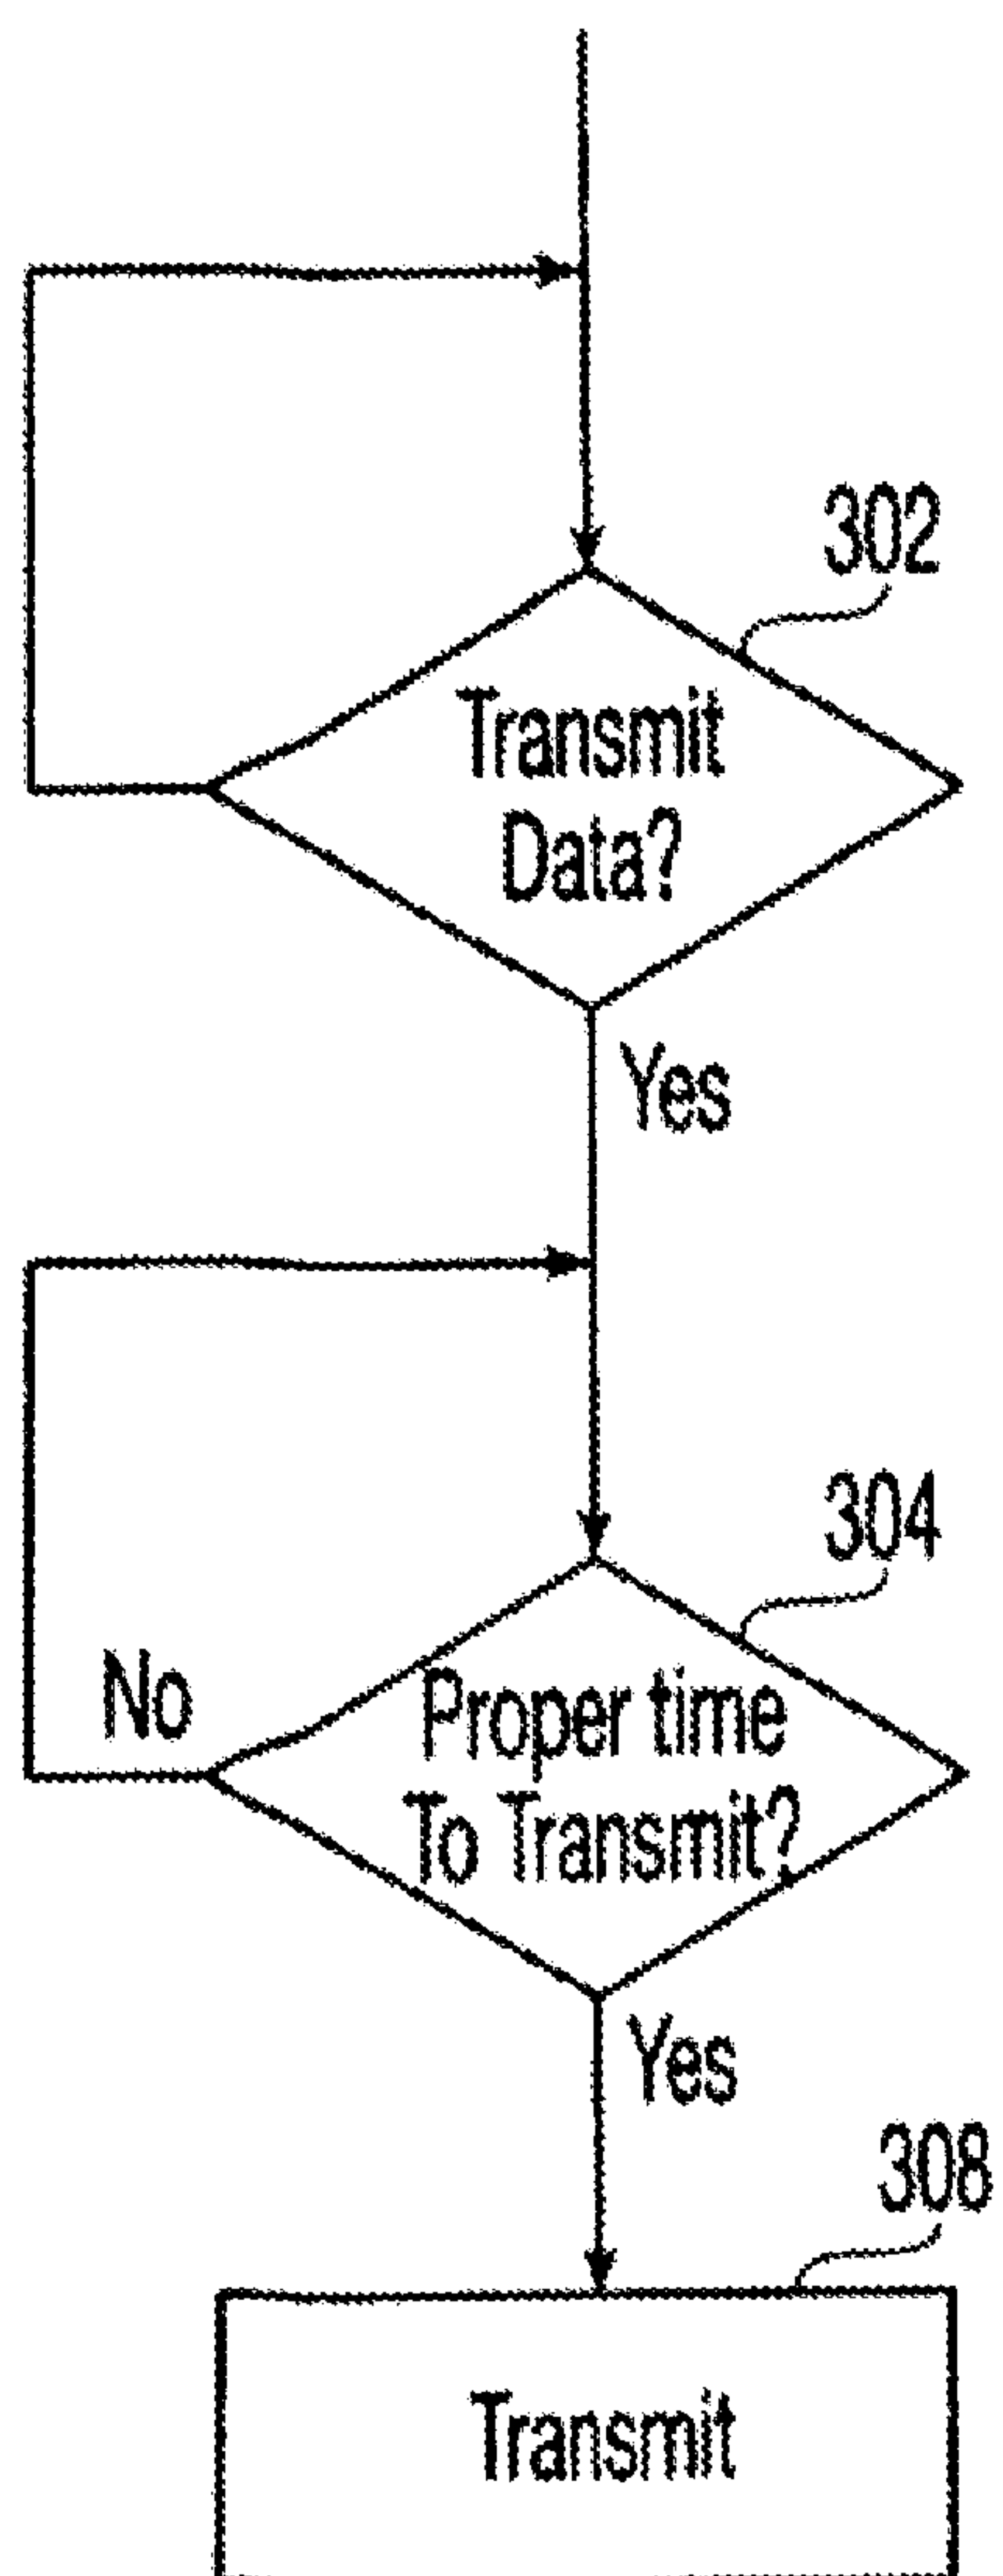 302
Transmit
Data?
Yes
304
No
Proper time
To Transmit?
Yes
308
Transmit